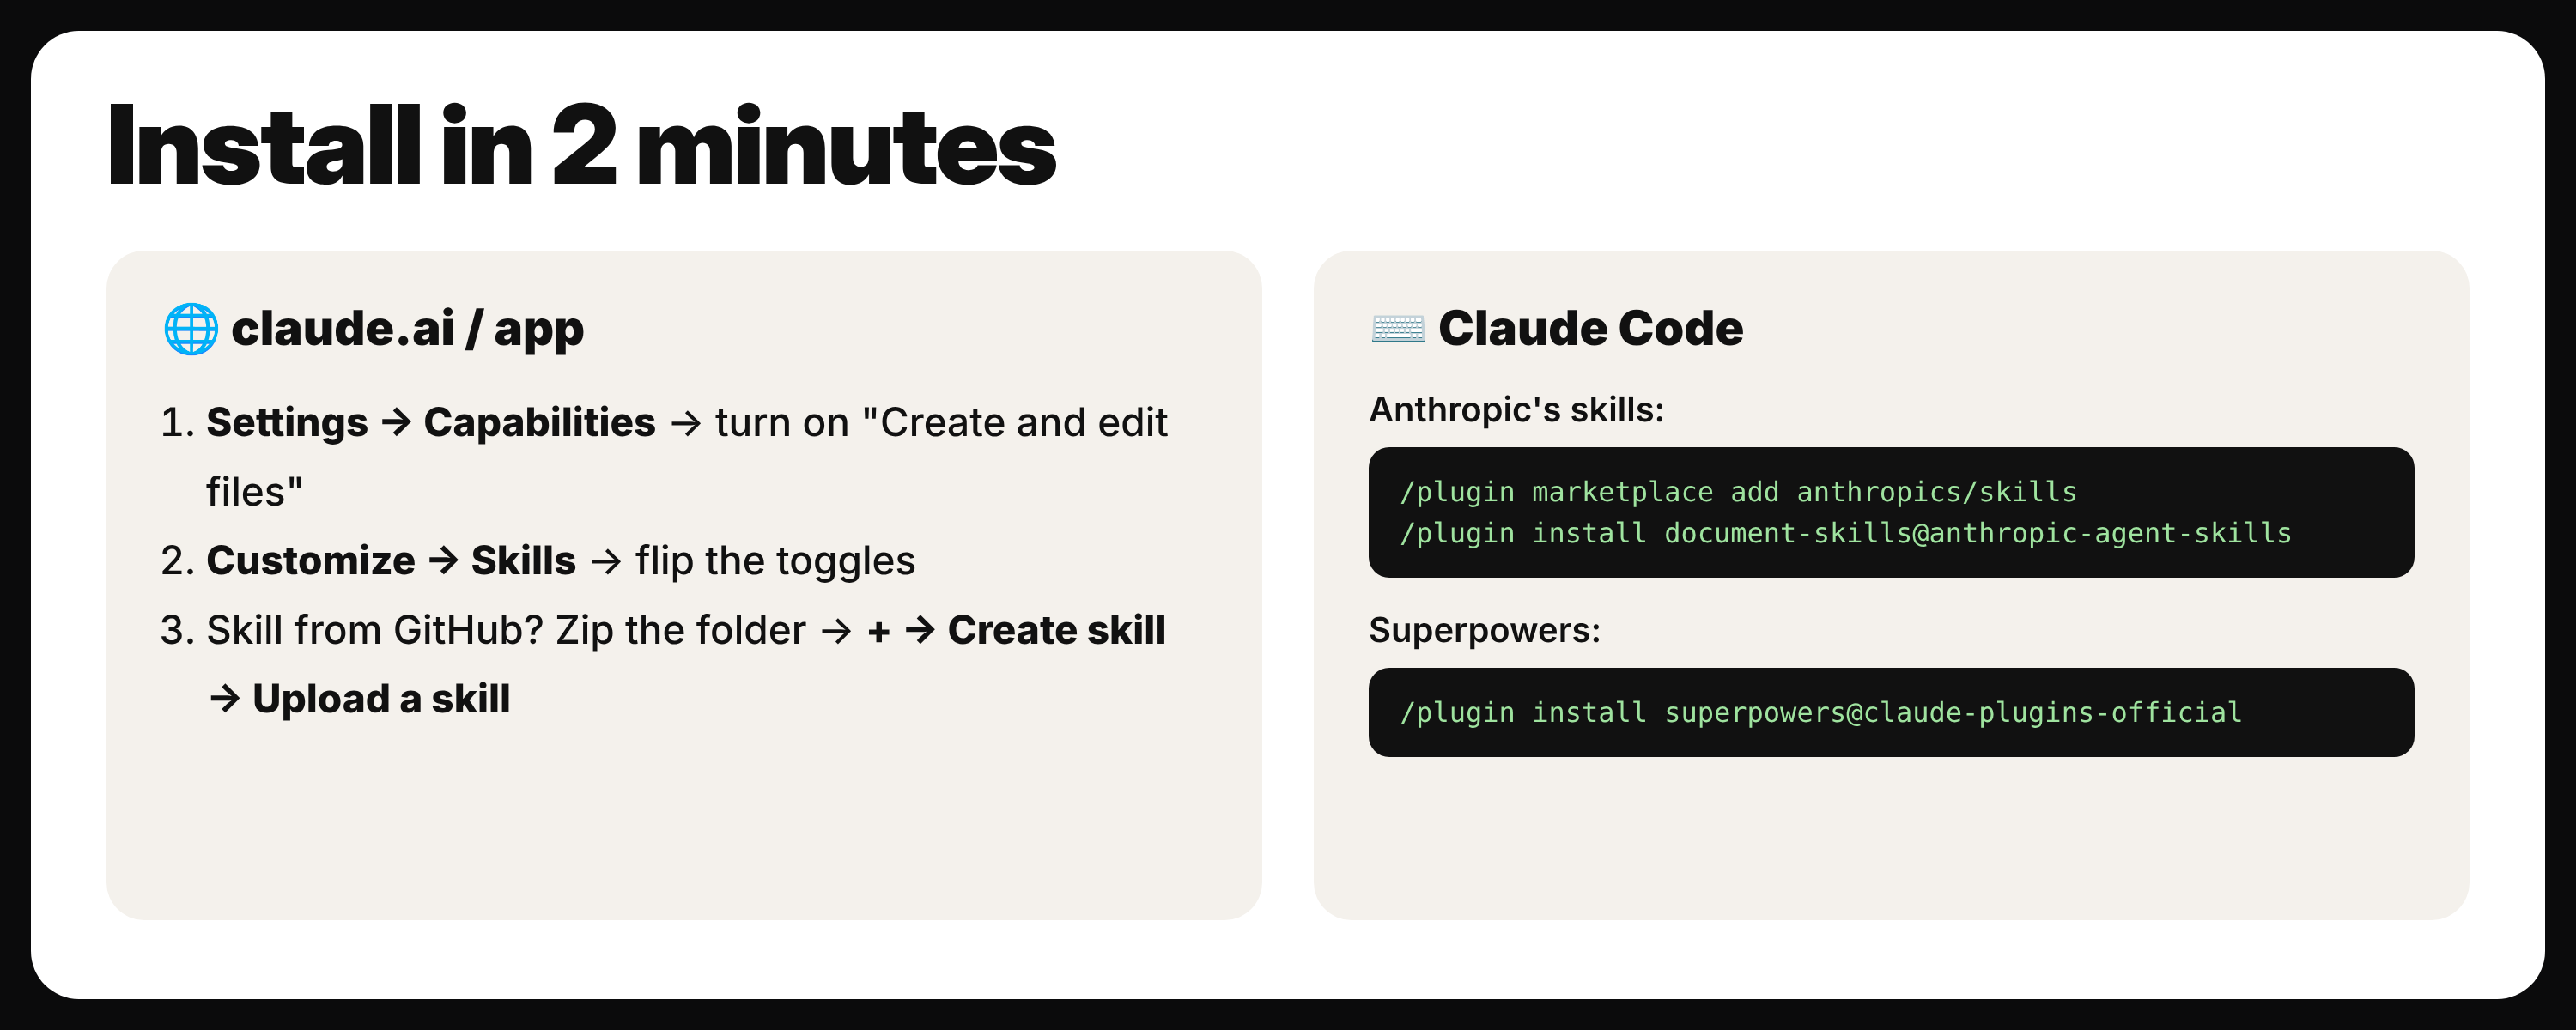 Install in 2 minutes
🌐 claude.ai / app
1. Settings → Capabilities → turn on "Create and edit
files"
2. Customize → Skills → flip the toggles
3. Skill from GitHub? Zip the folder → + → Create skill
→ Upload a skill
⌨️ Claude Code
Anthropic's skills:
/plugin marketplace add anthropics/skills
/plugin install document-skills@anthropic-agent-skills
Superpowers:
/plugin install superpowers@claude-plugins-official